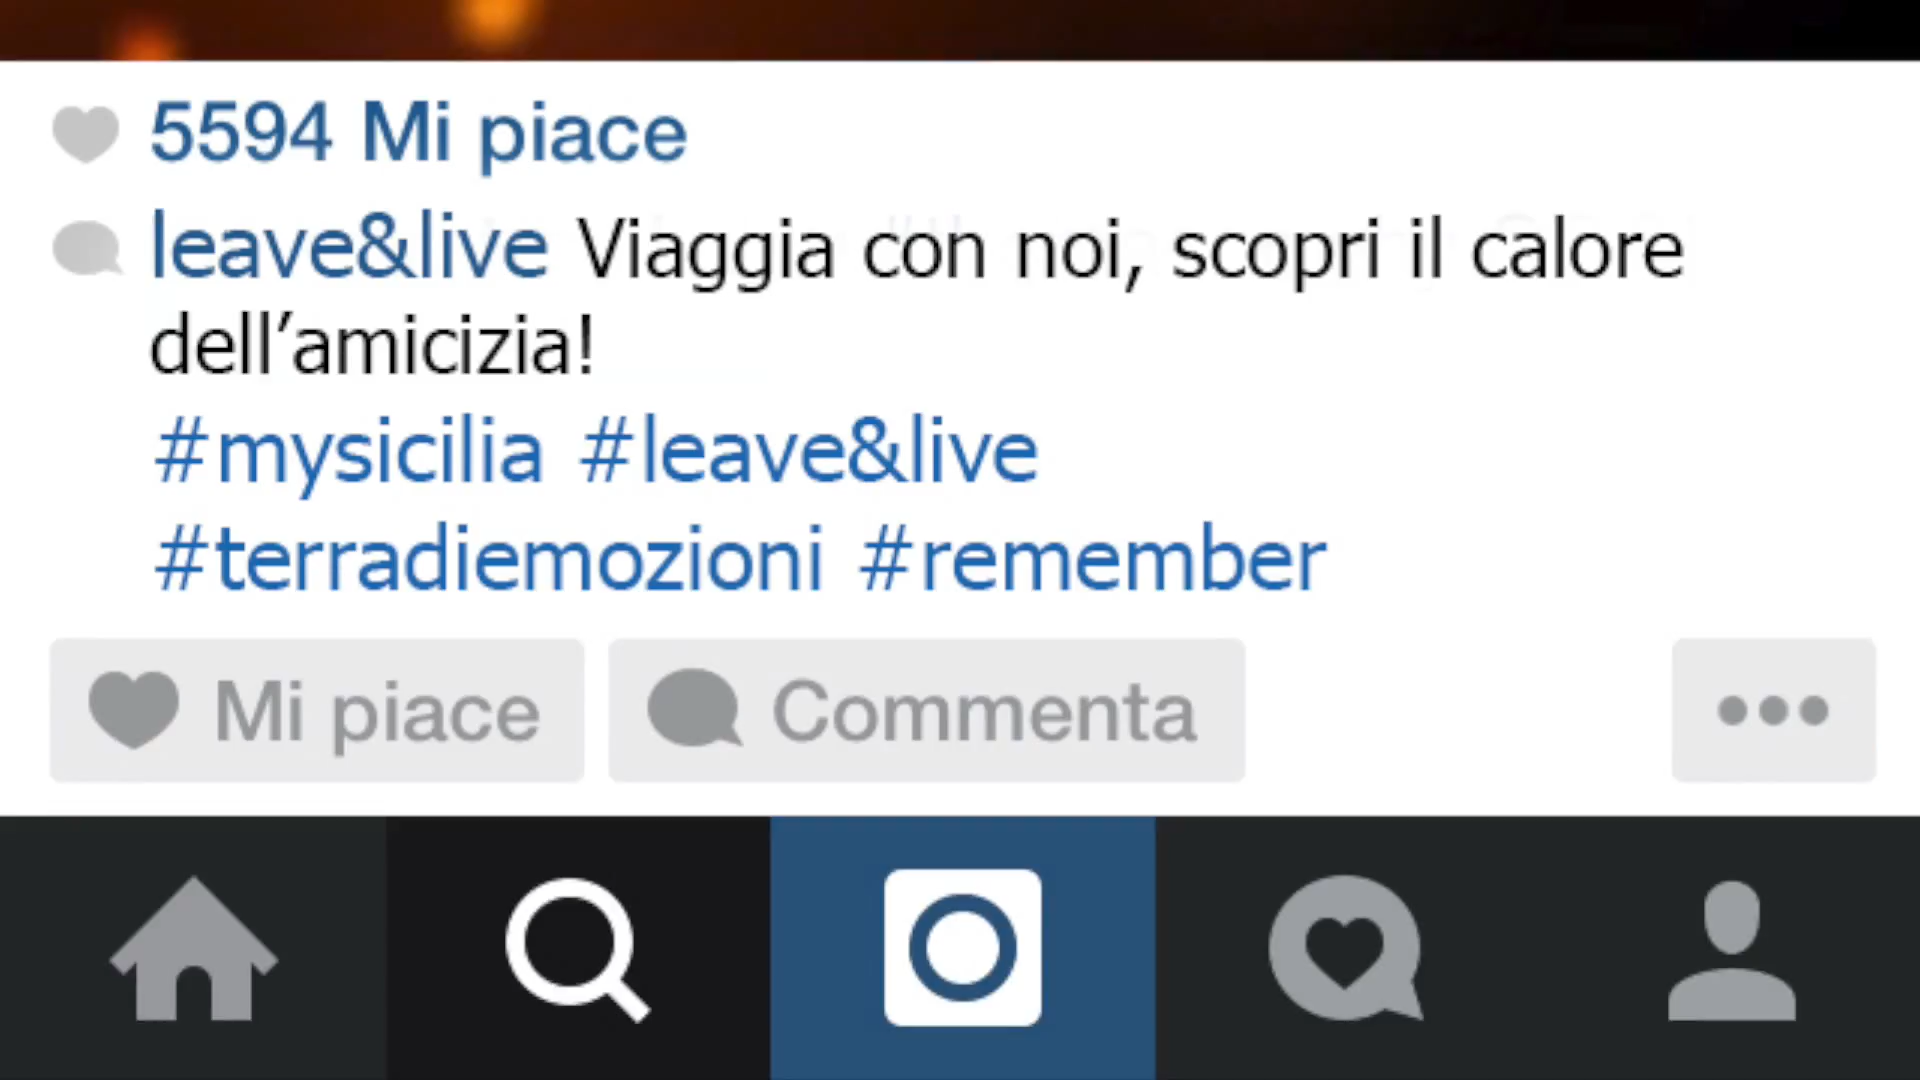 5594 Mi piace
leave&live Viaggia con noi, scopri il calore
dell’amicizia!
#mysicilia #leave&live
#terradiemozioni #remember
Mi piace Commenta